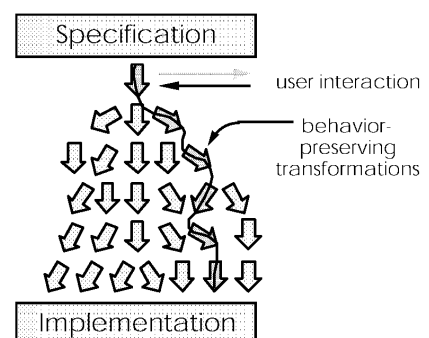 Specification
user interaction
behavior-
preserving
transformations
Implementation